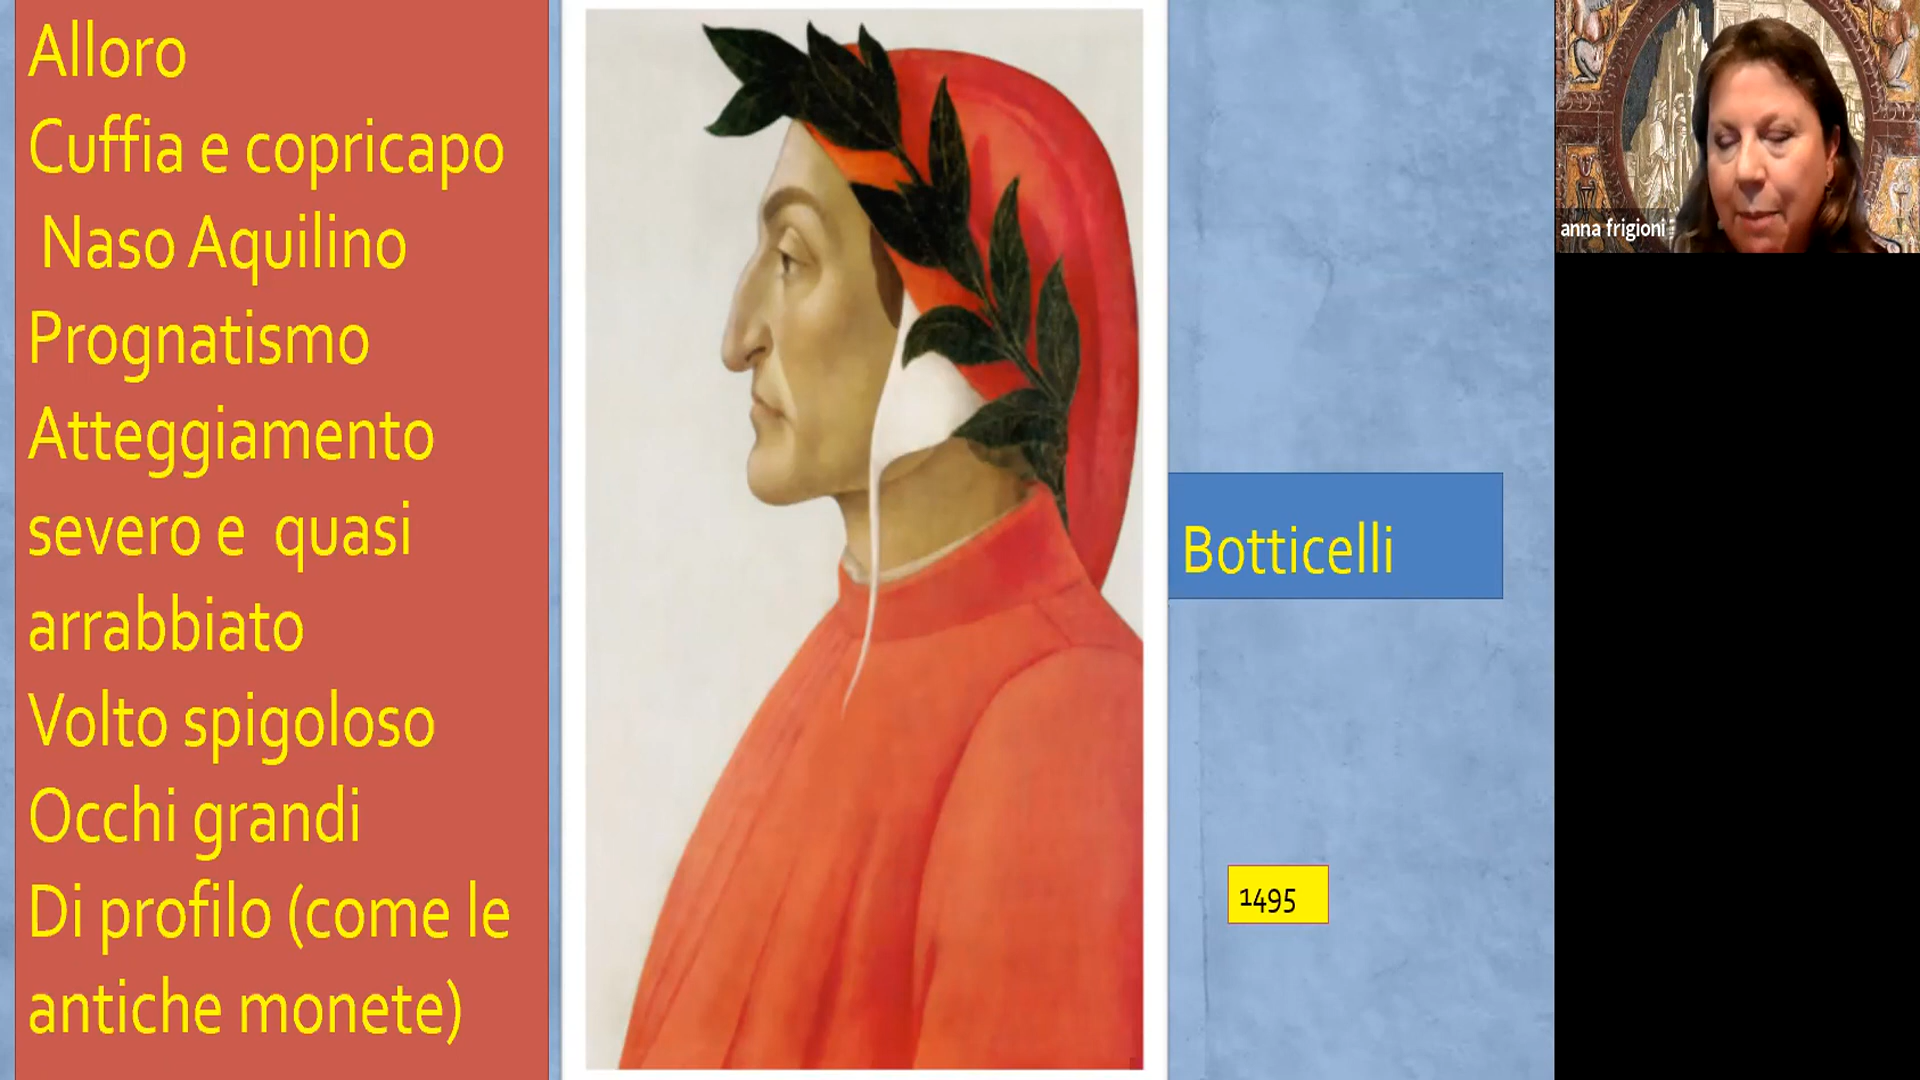 Alloro
Cuffia e copricapo
Naso Aquilino
Prognatismo
Atteggiamento
severo e quasi
arrabbiato
Volto spigoloso
Occhi grandi
Di profilo (come le
antiche monete)
Botticelli
1495
anna frigioni